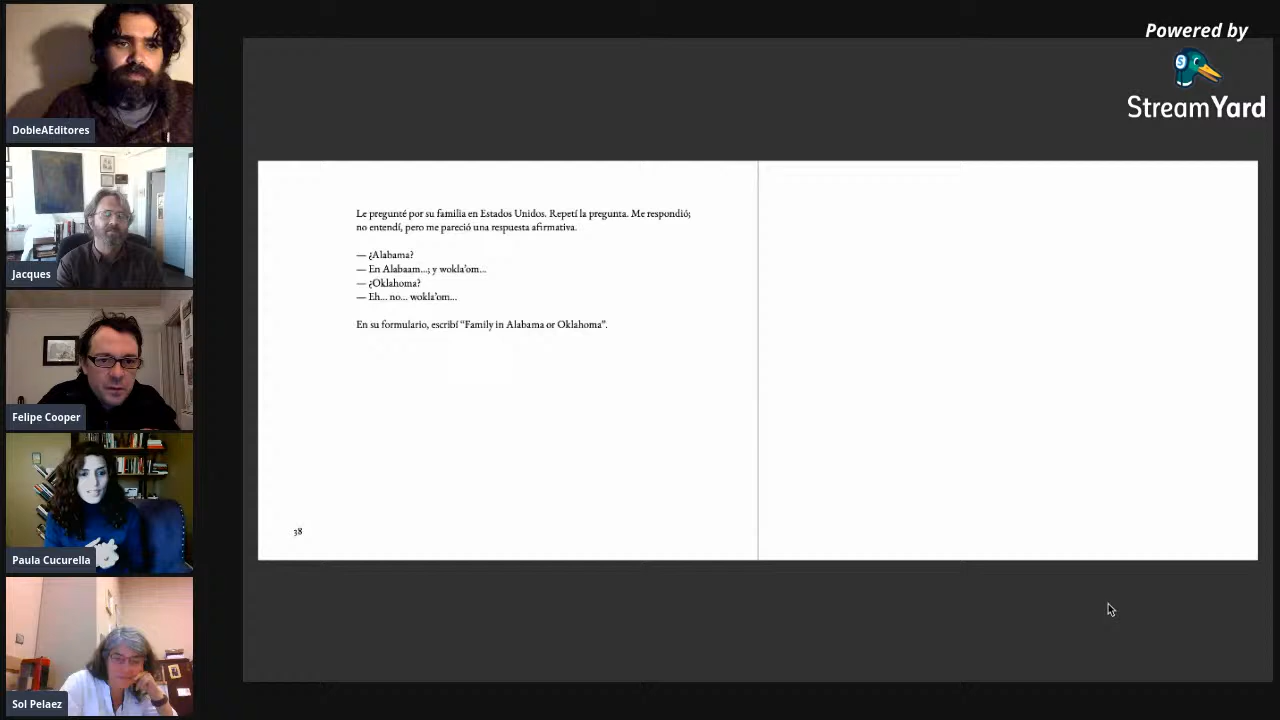 Powered by
StreamYard
DobleAEditores
Jacques
Felipe Cooper
Paula Cucurella
Sol Pelaez
Le pregunté por su familia en Estados Unidos. Repetí la pregunta. Me respondió;
no entendí, pero me pareció una respuesta afirmativa.
— ¿Alabama?
— En Alabaam...; y wokla'om...
— ¿Oklahoma?
— Eh... no... wokla'om...
En su formulario, escribí “Family in Alabama or Oklahoma”.
38